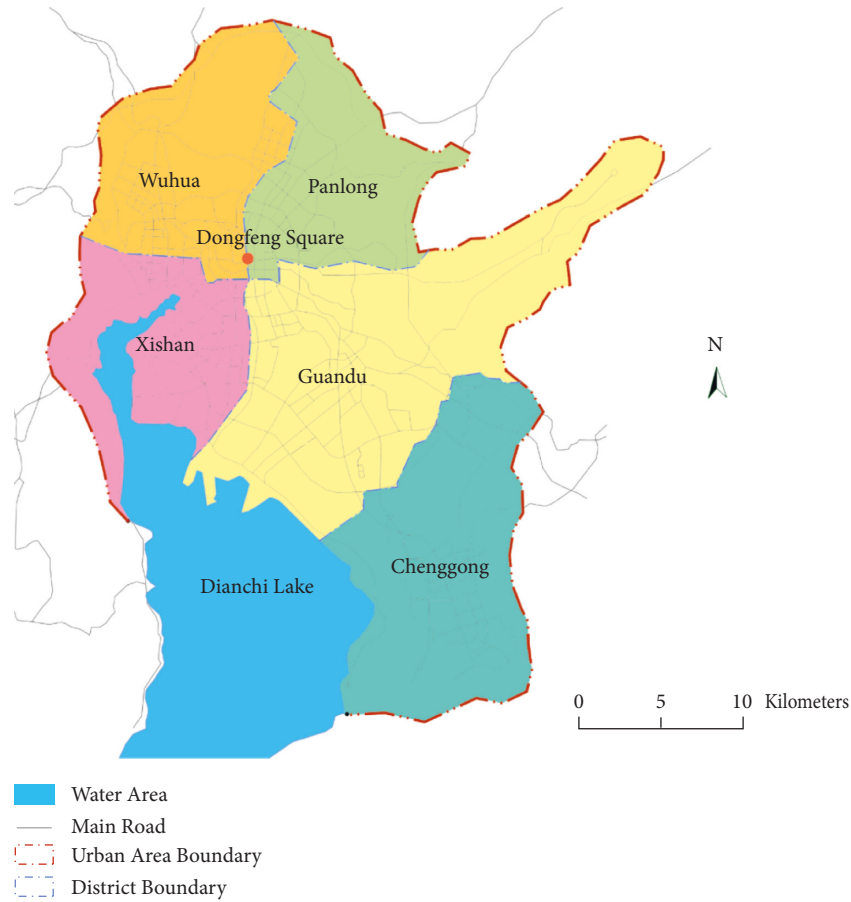 Wuhua
Panlong
Dongfeng Square
Xishan
Guandu
N
Chenggong
Dianchi Lake
0 5 10 Kilometers
Water Area
Main Road
Urban Area Boundary
District Boundary